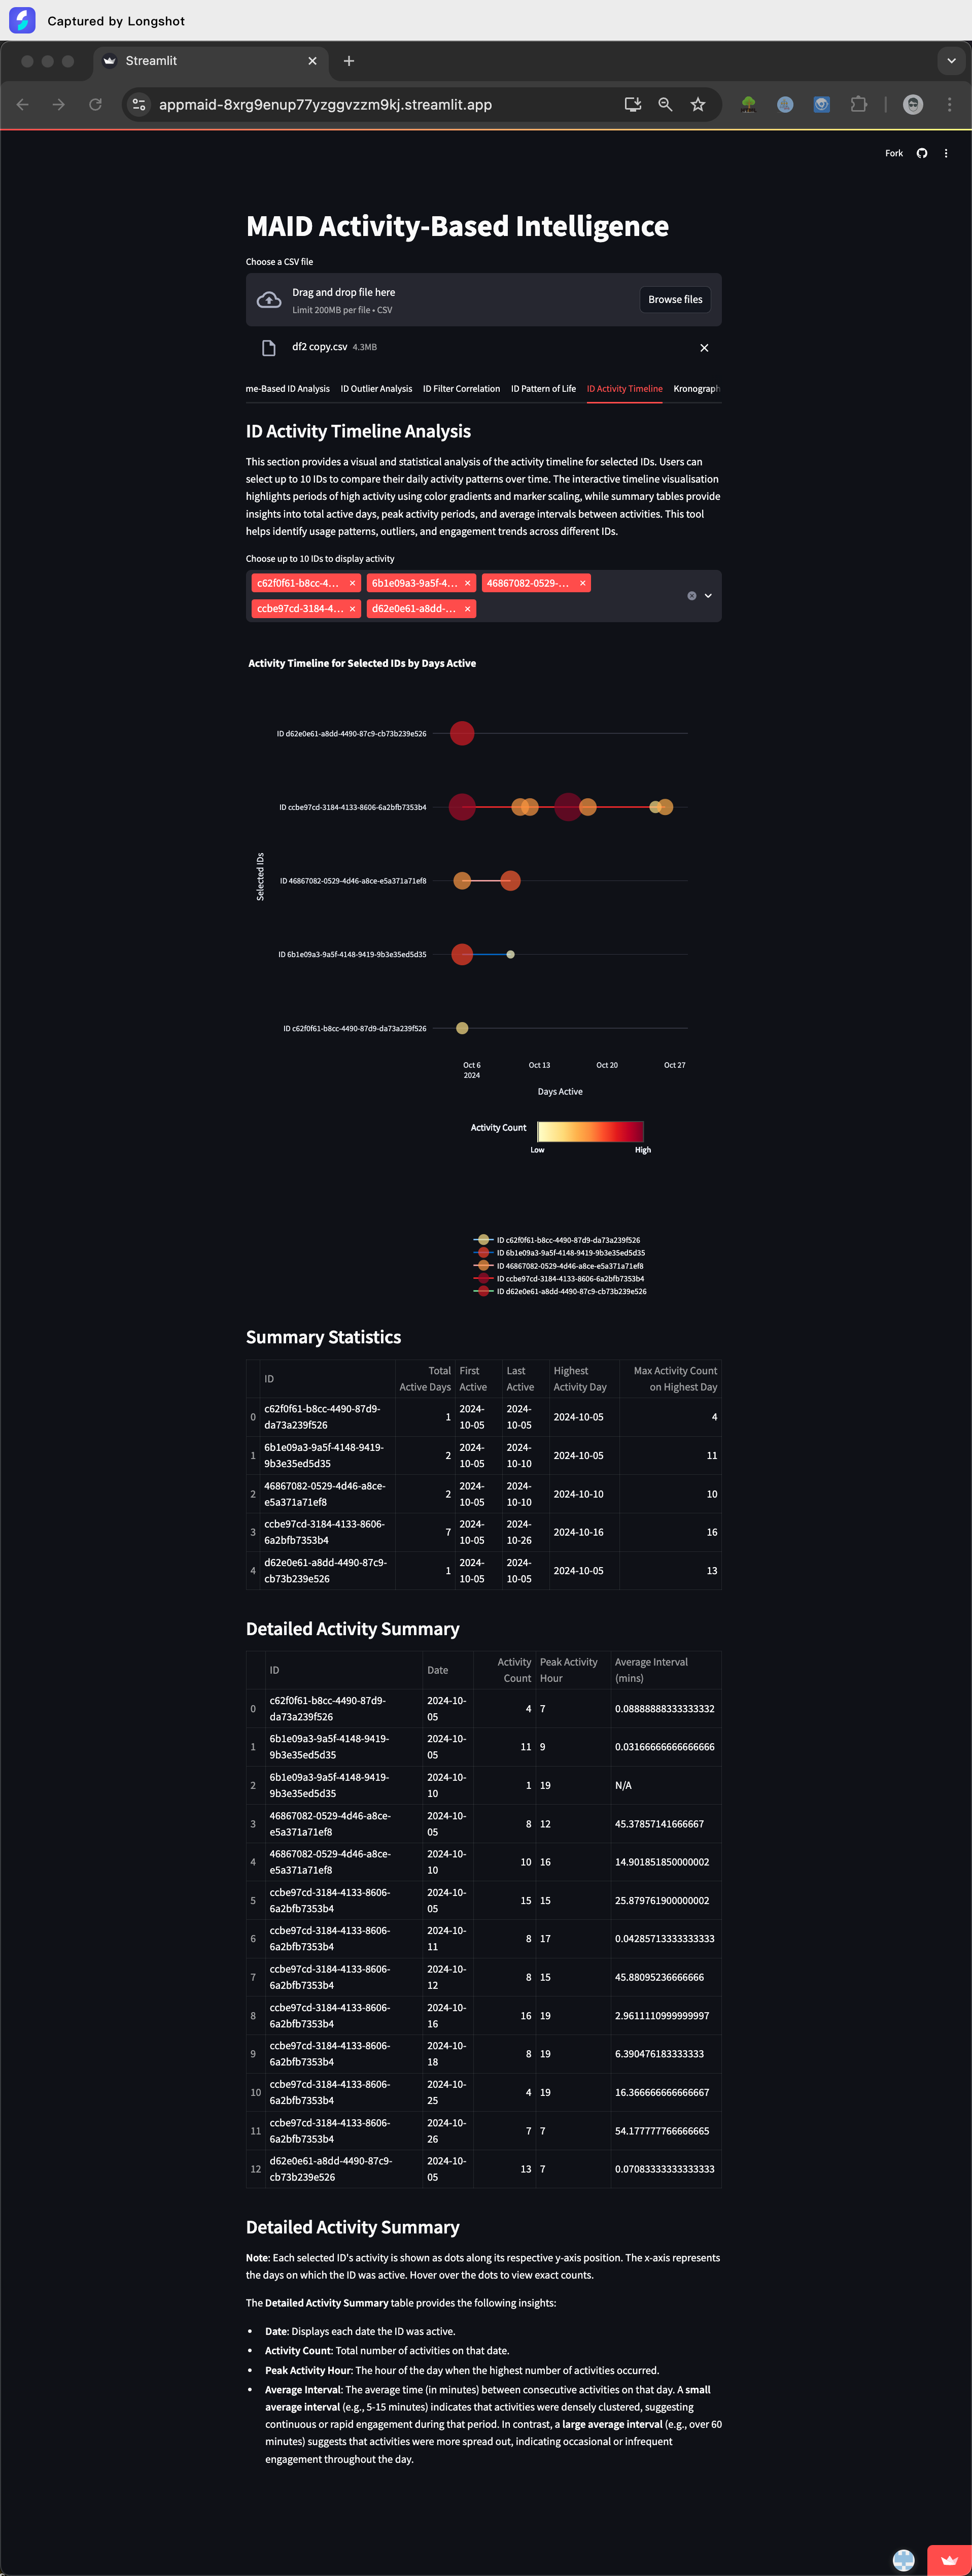 Captured by Longshot
Streamlit
appmaid-8xrg9enup77yzggvzzm9kj.streamlit.app
Fork
MAID Activity-Based Intelligence
Choose a CSV file
Drag and drop file here
Limit 200MB per file • CSV
Browse files
df2 copy.csv 4.3MB
me-Based ID Analysis ID Outlier Analysis ID Filter Correlation ID Pattern of Life ID Activity Timeline Kronograph
ID Activity Timeline Analysis
This section provides a visual and statistical analysis of the activity timeline for selected IDs. Users can
select up to 10 IDs to compare their daily activity patterns over time. The interactive timeline visualisation
highlights periods of high activity using color gradients and marker scaling, while summary tables provide
insights into total active days, peak activity periods, and average intervals between activities. This tool
helps identify usage patterns, outliers, and engagement trends across different IDs.
Choose up to 10 IDs to display activity
c62f0f61-b8cc-4... 6b1e09a3-9a5f-4... 46867082-0529-...
ccbe97cd-3184-4... d62e0e61-a8dd-...
Activity Timeline for Selected IDs by Days Active
ID d62e0e61-a8dd-4490-87c9-cb73b239e526
ID ccbe97cd-3184-4133-8606-6a2bfb7353b4
Selected IDs
ID 46867082-0529-4d46-a8ce-e5a371a71ef8
ID 6b1e09a3-9a5f-4148-9419-9b3e35ed5d35
ID c62f0f61-b8cc-4490-87d9-da73a239f526
Oct 6 Oct 13 Oct 20 Oct 27
2024
Days Active
Activity Count
Low High
ID c62f0f61-b8cc-4490-87d9-da73a239f526
ID 6b1e09a3-9a5f-4148-9419-9b3e35ed5d35
ID 46867082-0529-4d46-a8ce-e5a371a71ef8
ID ccbe97cd-3184-4133-8606-6a2bfb7353b4
ID d62e0e61-a8dd-4490-87c9-cb73b239e526
Summary Statistics
ID Total Active Days First Active Last Active Highest Activity Day Max Activity Count on Highest Day
0 c62f0f61-b8cc-4490-87d9-da73a239f526 1 2024-10-05 2024-10-05 2024-10-05 4
1 6b1e09a3-9a5f-4148-9419-9b3e35ed5d35 2 2024-10-05 2024-10-10 2024-10-05 11
2 46867082-0529-4d46-a8ce-e5a371a71ef8 2 2024-10-05 2024-10-10 2024-10-10 10
3 ccbe97cd-3184-4133-8606-6a2bfb7353b4 7 2024-10-05 2024-10-26 2024-10-16 16
4 d62e0e61-a8dd-4490-87c9-cb73b239e526 1 2024-10-05 2024-10-05 2024-10-05 13
Detailed Activity Summary
ID Date Activity Count Peak Activity Hour Average Interval (mins)
0 c62f0f61-b8cc-4490-87d9-da73a239f526 2024-10-05 4 7 0.08888888333333332
1 6b1e09a3-9a5f-4148-9419-9b3e35ed5d35 2024-10-05 11 9 0.03166666666666666
2 6b1e09a3-9a5f-4148-9419-9b3e35ed5d35 2024-10-10 1 19 N/A
3 46867082-0529-4d46-a8ce-e5a371a71ef8 2024-10-05 8 12 45.37857141666667
4 46867082-0529-4d46-a8ce-e5a371a71ef8 2024-10-10 10 16 14.901851850000002
5 ccbe97cd-3184-4133-8606-6a2bfb7353b4 2024-10-05 15 15 25.879761900000002
6 ccbe97cd-3184-4133-8606-6a2bfb7353b4 2024-10-11 8 17 0.04285713333333333
7 ccbe97cd-3184-4133-8606-6a2bfb7353b4 2024-10-12 8 15 45.88095236666666
8 ccbe97cd-3184-4133-8606-6a2bfb7353b4 2024-10-16 16 19 2.9611110999999997
9 ccbe97cd-3184-4133-8606-6a2bfb7353b4 2024-10-18 8 19 6.390476183333333
10 ccbe97cd-3184-4133-8606-6a2bfb7353b4 2024-10-25 4 19 16.366666666666667
11 ccbe97cd-3184-4133-8606-6a2bfb7353b4 2024-10-26 7 7 54.177777766666665
12 d62e0e61-a8dd-4490-87c9-cb73b239e526 2024-10-05 13 7 0.07083333333333333
Detailed Activity Summary
Note: Each selected ID's activity is shown as dots along its respective y-axis position. The x-axis represents
the days on which the ID was active. Hover over the dots to view exact counts.
The Detailed Activity Summary table provides the following insights:
• Date: Displays each date the ID was active.
• Activity Count: Total number of activities on that date.
• Peak Activity Hour: The hour of the day when the highest number of activities occurred.
• Average Interval: The average time (in minutes) between consecutive activities on that day. A small
average interval (e.g., 5-15 minutes) indicates that activities were densely clustered, suggesting
continuous or rapid engagement during that period. In contrast, a large average interval (e.g., over 60
minutes) suggests that activities were more spread out, indicating occasional or infrequent
engagement throughout the day.